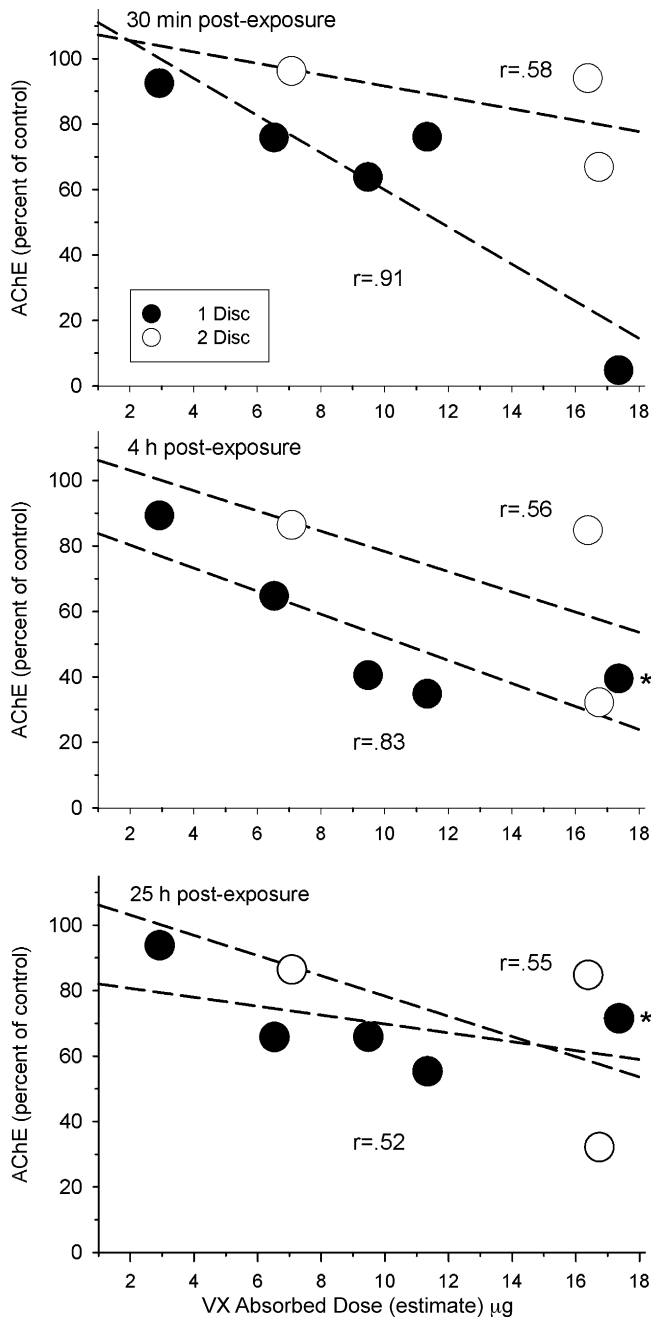 30 min post-exposure
r=.58
r=.91
1 Disc
2 Disc
AChE (percent of control)
100
80
60
40
20
0
2 4 6 8 10 12 14 16 18
4 h post-exposure
r=.56
*
r=.83
AChE (percent of control)
100
80
60
40
20
0
2 4 6 8 10 12 14 16 18
25 h post-exposure
r=.55
*
r=.52
AChE (percent of control)
100
80
60
40
20
0
2 4 6 8 10 12 14 16 18
VX Absorbed Dose (estimate) μg